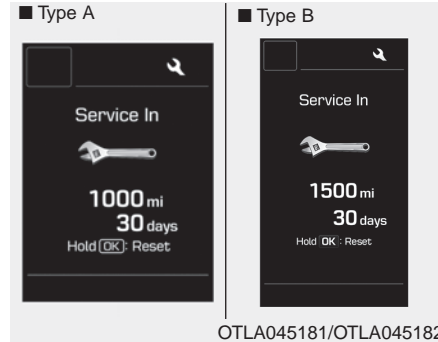 ■ Type A
Service In
1000 mi
30 days
Hold OK : Reset
■ Type B
Service In
1500 mi
30 days
Hold OK : Reset
OTLA045181/OTLA045182